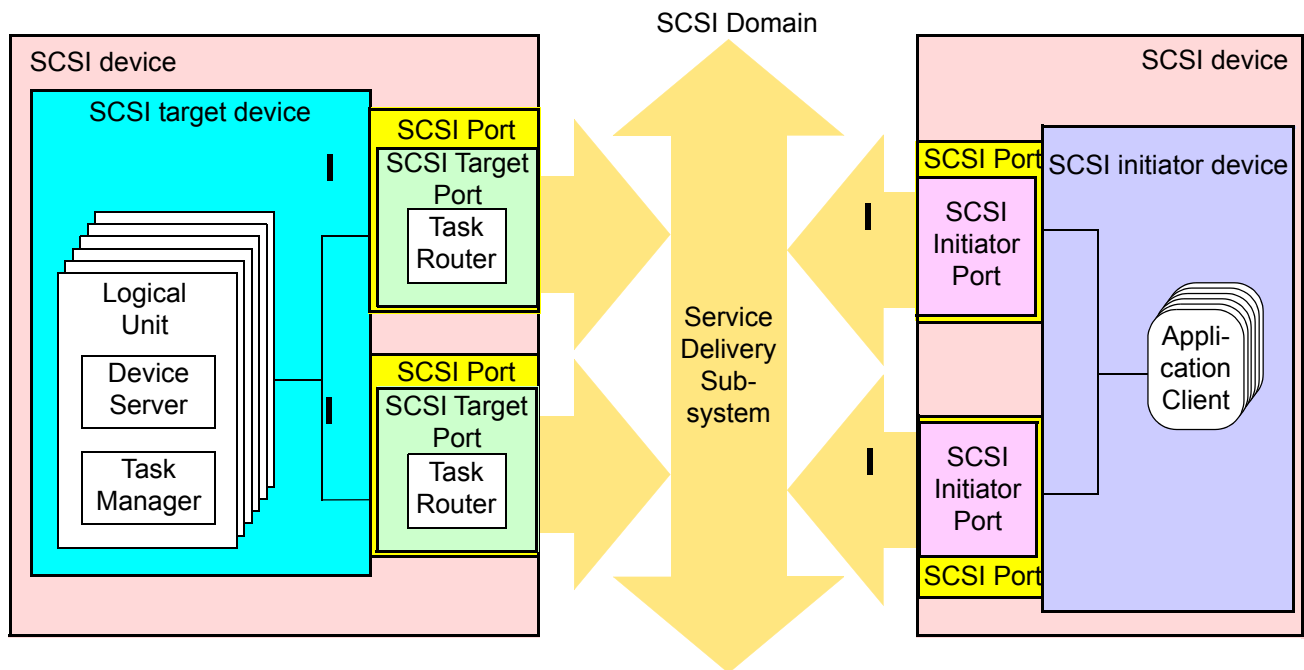 SCSI Domain
SCSI device
SCSI target device
Logical
Unit
Device
Server
Task
Manager
SCSI Port
SCSI Target
Port
Task
Router
SCSI Port
SCSI Target
Port
Task
Router
Service
Delivery
Sub-
system
SCSI device
SCSI Port
SCSI initiator device
SCSI
Initiator
Port
SCSI
Initiator
Port
SCSI Port
Appli-
cation
Client